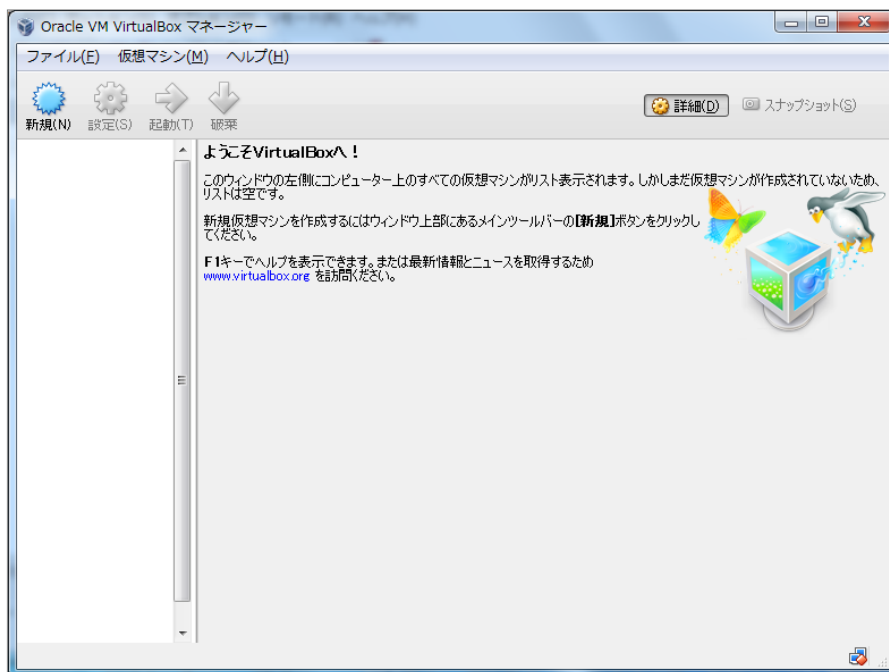 Oracle VM VirtualBox マネージャー
ファイル(F) 仮想マシン(M) ヘルプ(H)
新規(N) 設定(S) 起動(T) 破棄
詳細(D) スナップショット(S)
ようこそVirtualBoxへ！
このウィンドウの左側にコンピューター上のすべての仮想マシンがリスト表示されます。しかしまだ仮想マシンが作成されていないため、
リストは空です。
新規仮想マシンを作成するにはウィンドウ上部にあるメインツールバーの[新規]ボタンをクリックし
てください。
F1キーでヘルプを表示できます。または最新情報とニュースを取得するため
www.virtualbox.org を訪問ください。